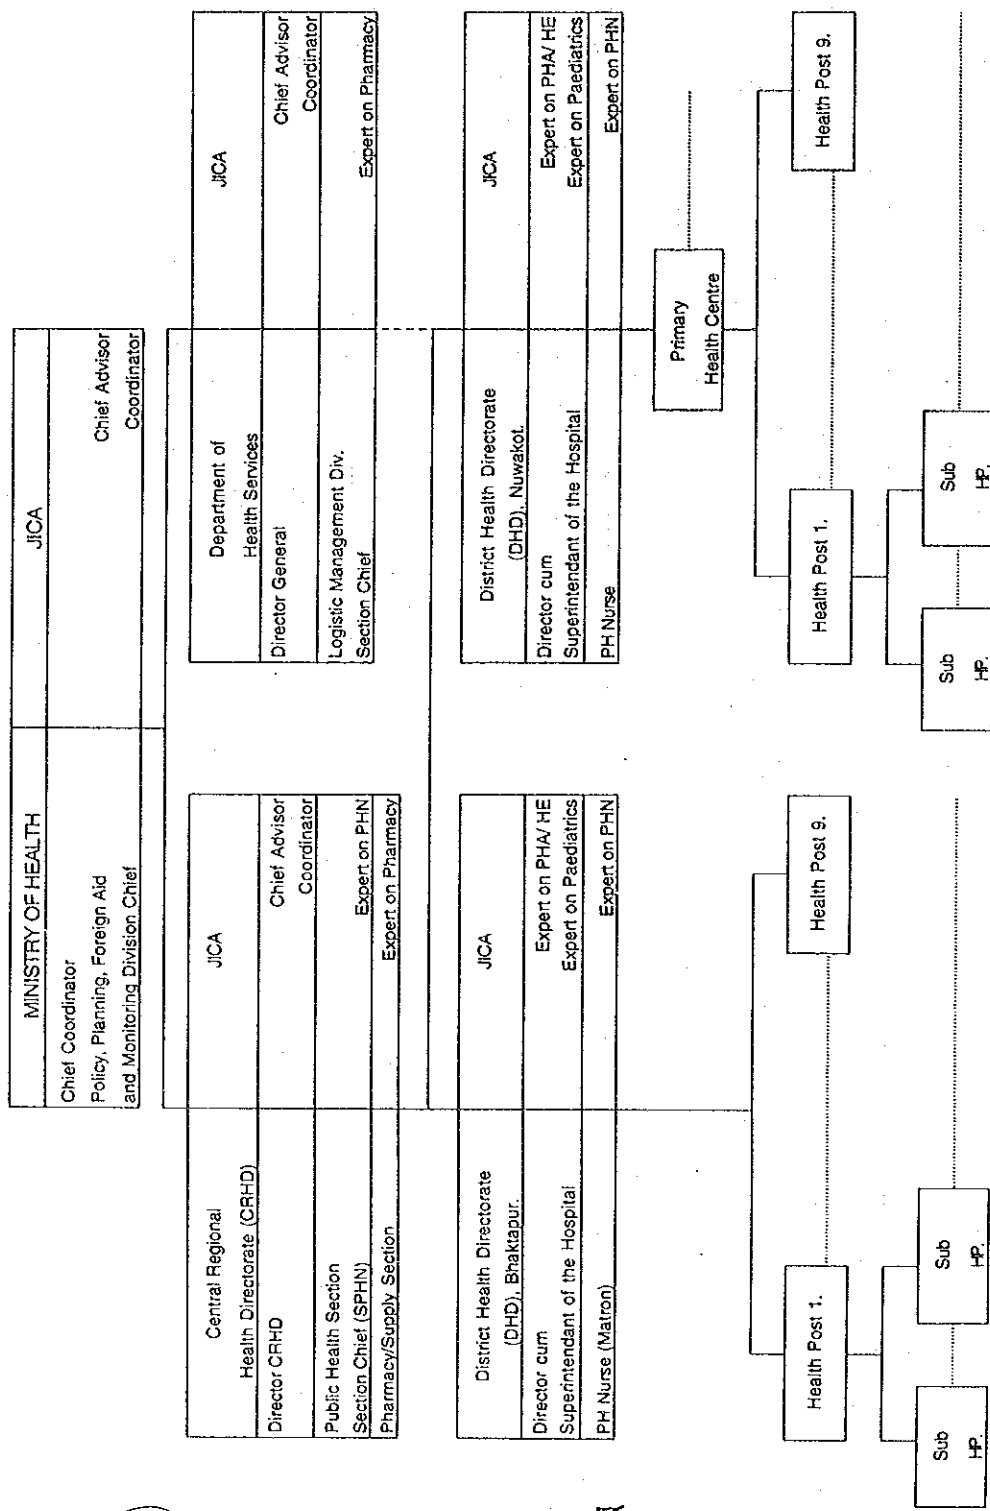 MINISTRY OF HEALTH JICA
Chief Coordinator Chief Advisor
Policy, Planning, Foreign Aid
and Monitoring Division Chief Coordinator
Central Regional
Health Directorate (CRHD) JICA
Director CRHD Chief Advisor
Coordinator
Public Health Section
Section Chief (SPHN) Expert on PHN
Pharmacy/Supply Section Expert on Pharmacy
Department of
Health Services JICA
Director General Chief Advisor
Coordinator
Logistic Management Div.
Section Chief Expert on Pharmacy
District Health Directorate
(DHD), Bhaktapur. JICA
Director cum Expert on PHA/ HE
Superintendant of the Hospital Expert on Paediatrics
PH Nurse (Matron) Expert on PHN
District Health Directorate
(DHD), Nuwakot. JICA
Director cum Expert on PHA/ HE
Superintendant of the Hospital Expert on Paediatrics
PH Nurse Expert on PHN
Primary
Health Centre
Health Post 1.
Health Post 9.
Health Post 1.
Health Post 9.
Sub
HP.
Sub
HP.
Sub
HP.
Sub
HP.